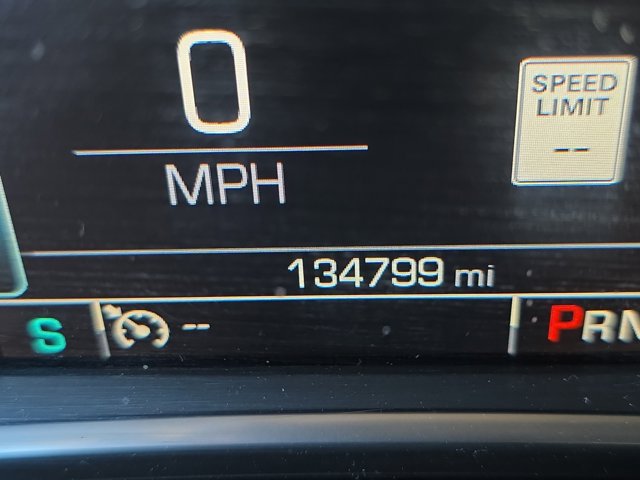 0
MPH
SPEED
LIMIT
--
134799 mi
S
--
PRN